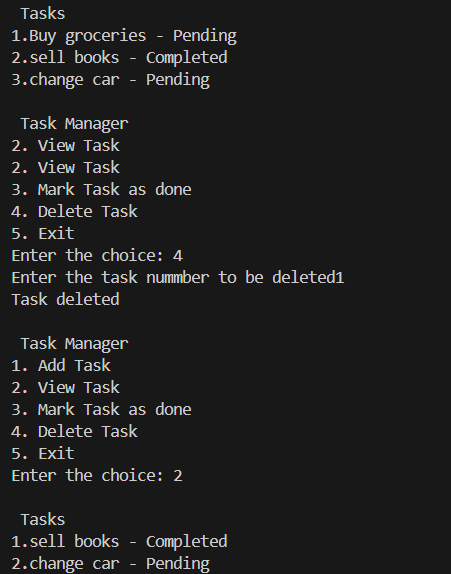 Tasks
1.Buy groceries - Pending
2.sell books - Completed
3.change car - Pending
Task Manager
2. View Task
2. View Task
3. Mark Task as done
4. Delete Task
5. Exit
Enter the choice: 4
Enter the task nummber to be deleted1
Task deleted
Task Manager
1. Add Task
2. View Task
3. Mark Task as done
4. Delete Task
5. Exit
Enter the choice: 2
Tasks
1.sell books - Completed
2.change car - Pending